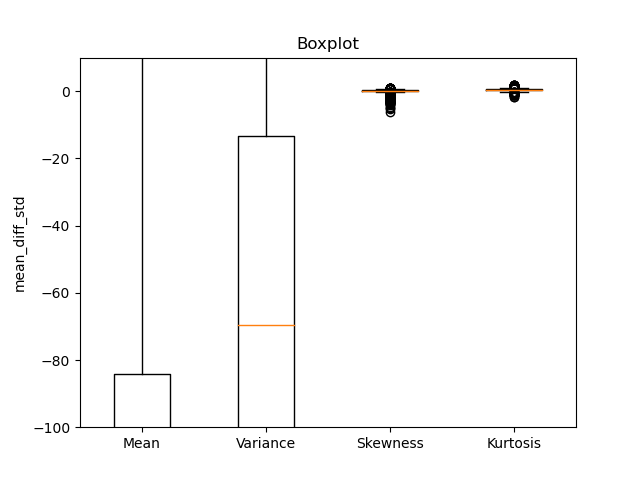 Boxplot
mean_diff_std
0
−20
−40
−60
−80
−100
Mean
Variance
Skewness
Kurtosis